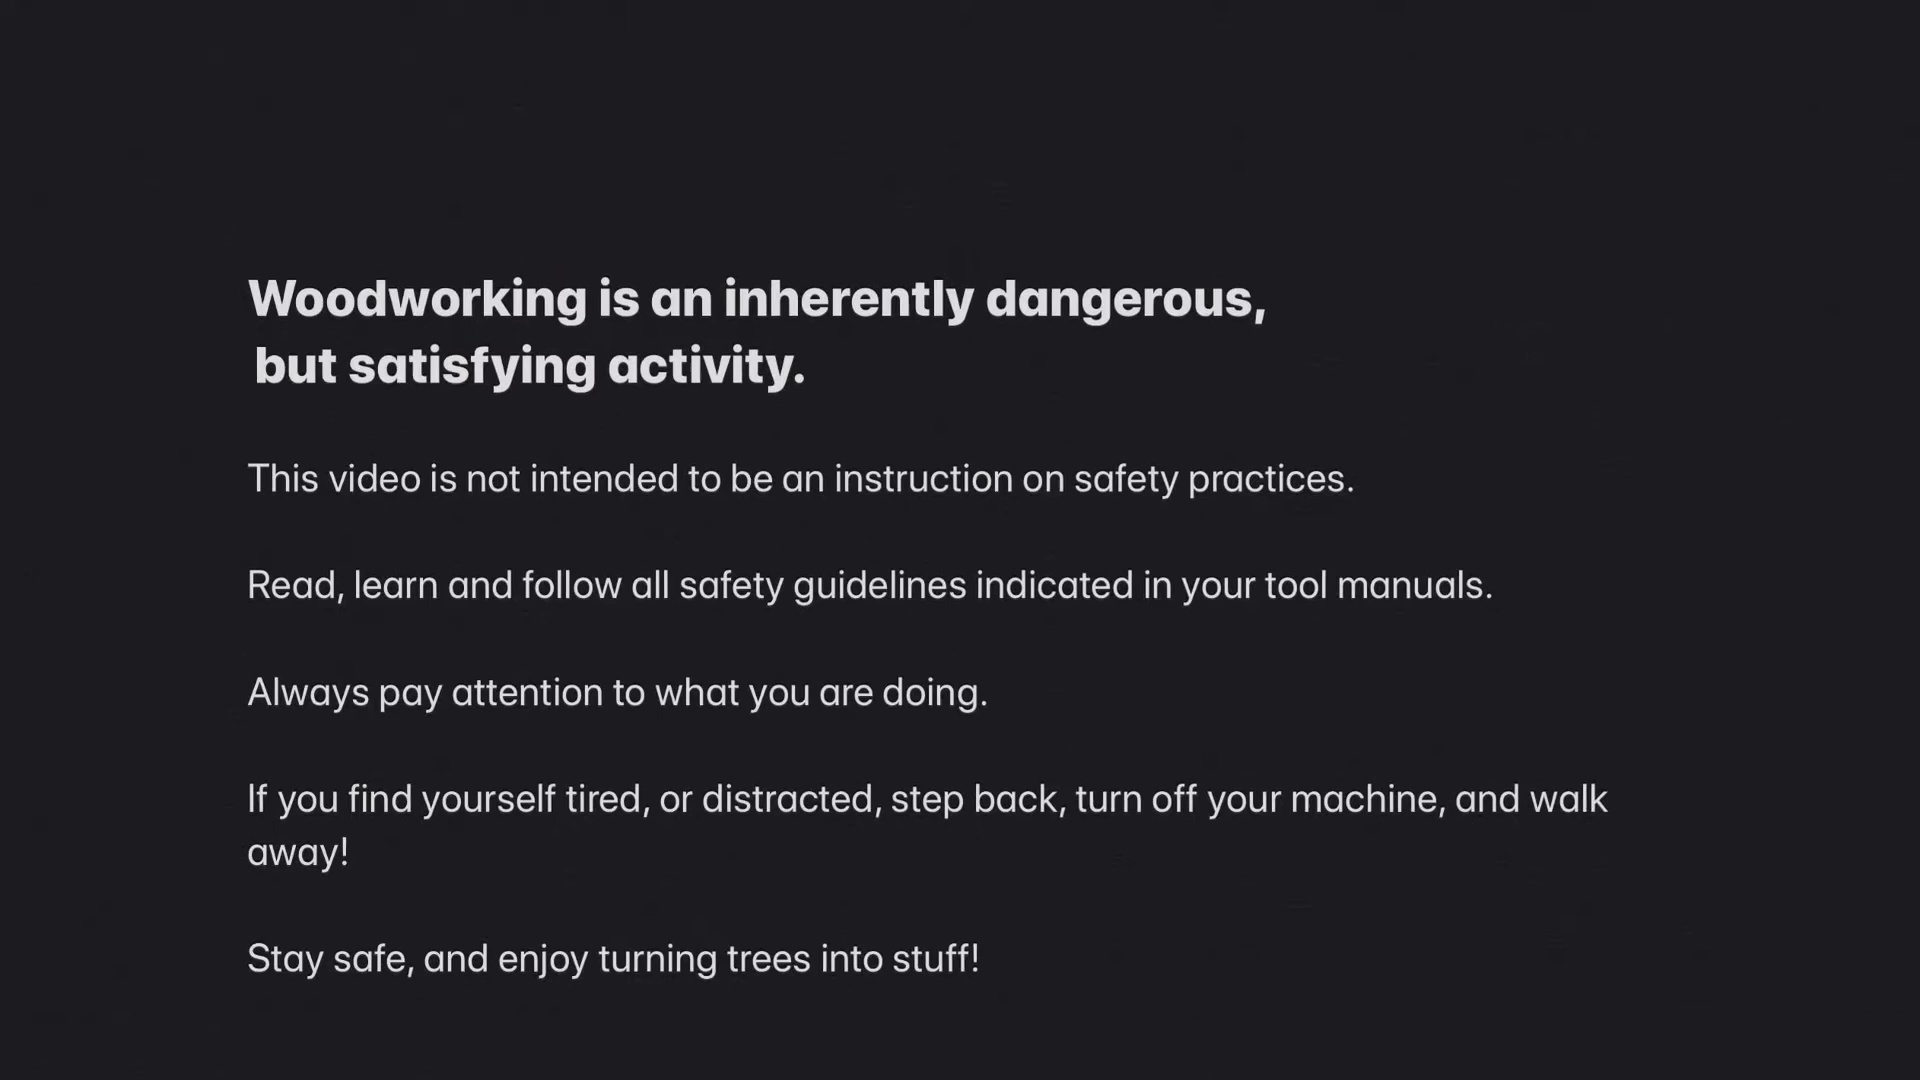 Woodworking is an inherently dangerous,
but satisfying activity.
This video is not intended to be an instruction on safety practices.
Read, learn and follow all safety guidelines indicated in your tool manuals.
Always pay attention to what you are doing.
If you find yourself tired, or distracted, step back, turn off your machine, and walk
away!
Stay safe, and enjoy turning trees into stuff!